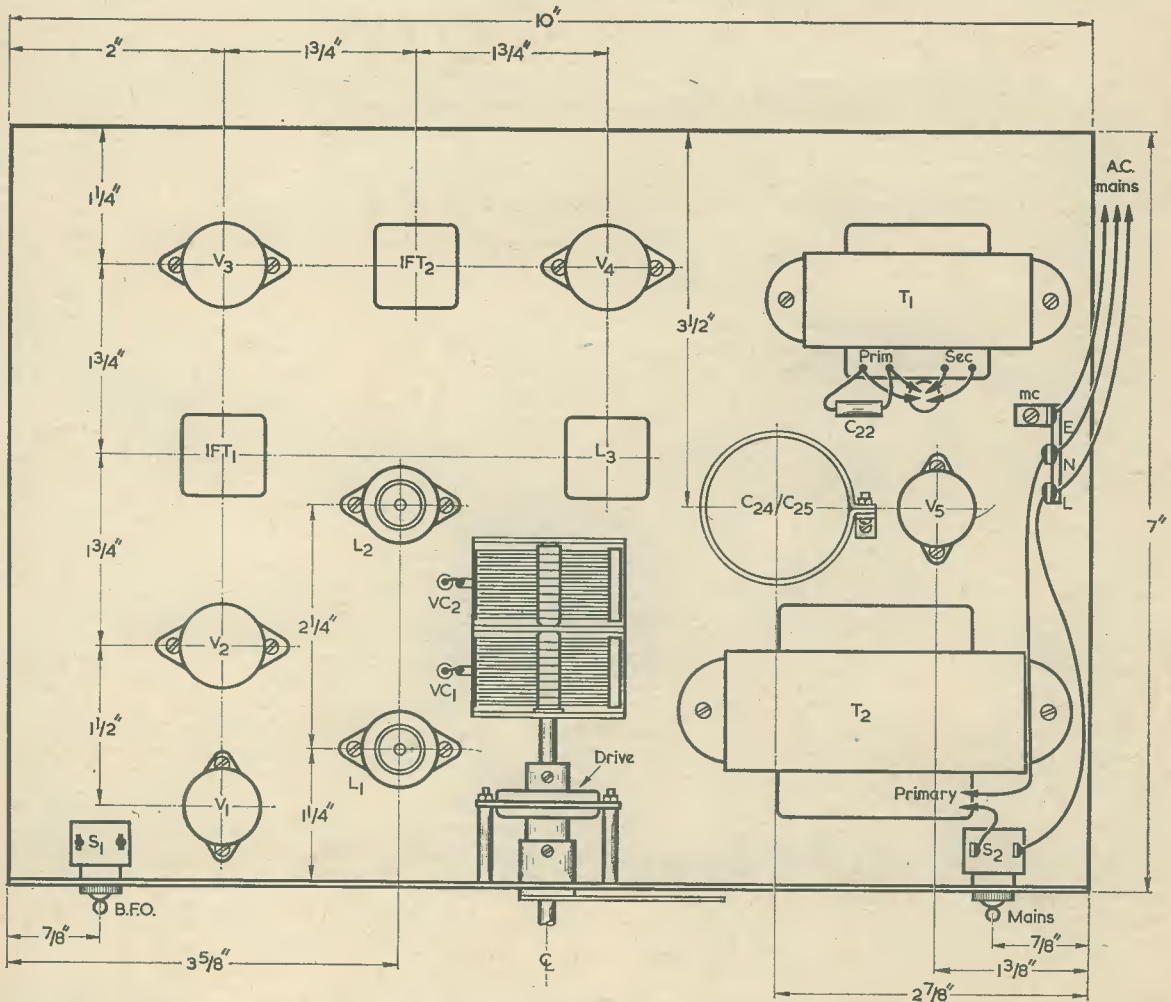 10"
2"
1 3/4"
1 3/4"
1 1/4"
V3
IFT2
V4
T1
A.C.
mains
3 1/2"
1 3/4"
Prim
Sec
mc
C22
E
N
L
IFT1
L3
C24/C25
V5
L2
7"
1 3/4"
VC2
2 1/4"
V2
VC1
T2
1 1/2"
L1
Drive
Primary
V1
1 1/4"
S1
S2
B.F.O.
Mains
7/8"
7/8"
3 5/8"
CL
1 3/8"
2 7/8"